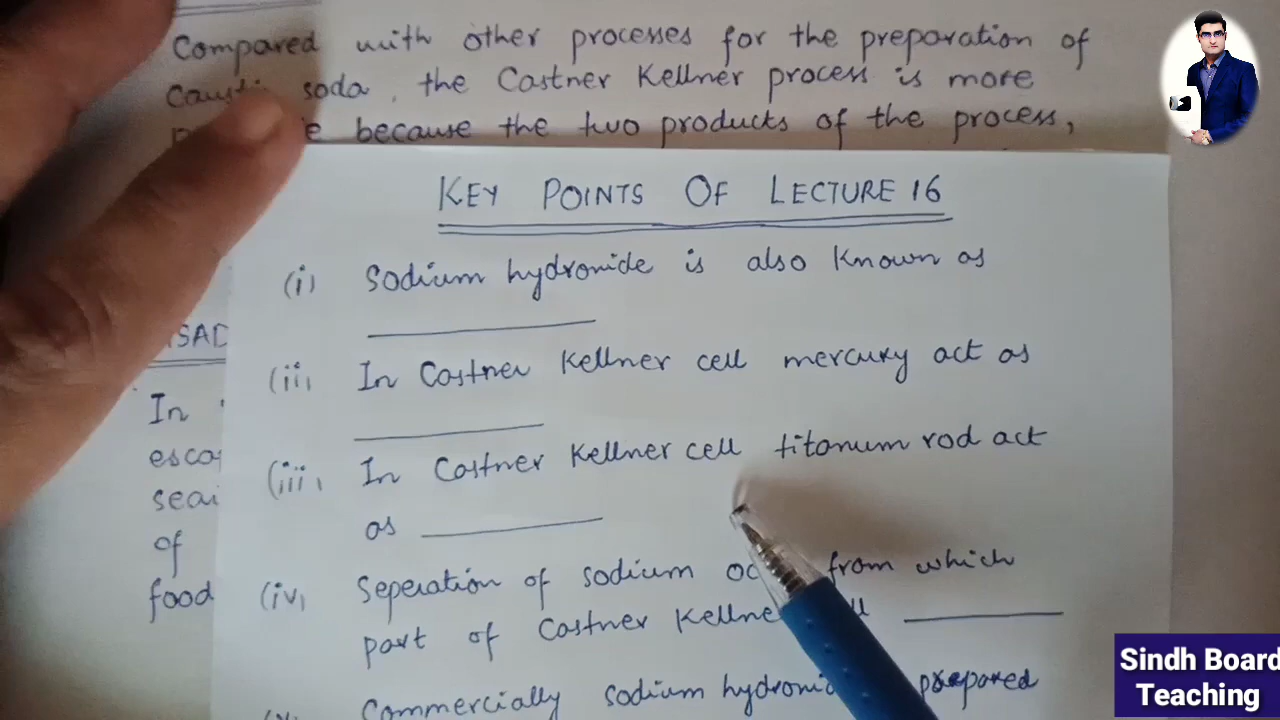 Compared with other processes for the preparation of
soda, the Castner Kellner process is more
because the two products of the process,
KEY POINTS OF LECTURE 16
(i) Sodium hydroxide is also known as
(ii) In Castner Kellner cell mercury act as
(iii) In Castner Kellner cell titanum rod act
as
(iv) Seperation of sodium from which
part of Castner Kellner
Commercially sodium prepared
In
of
food
Sindh Board
Teaching